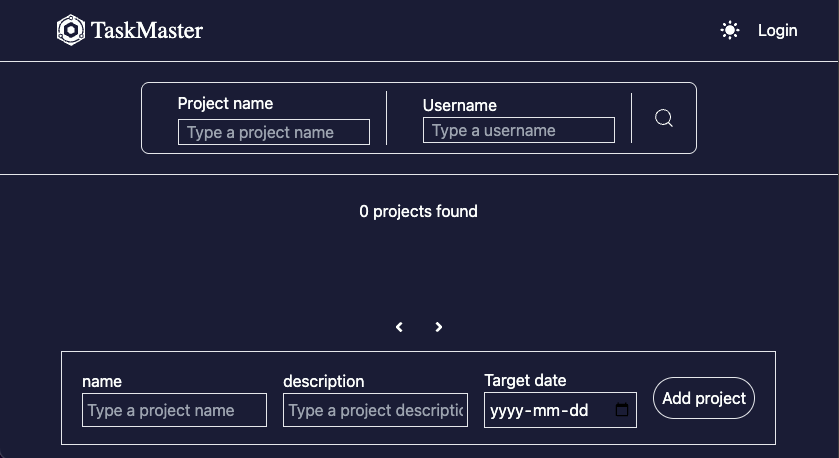 TaskMaster
Login
Project name
Username
Type a project name
Type a username
0 projects found
name
description
Target date
Type a project name
Type a project descriptic
yyyy-mm-dd
Add project